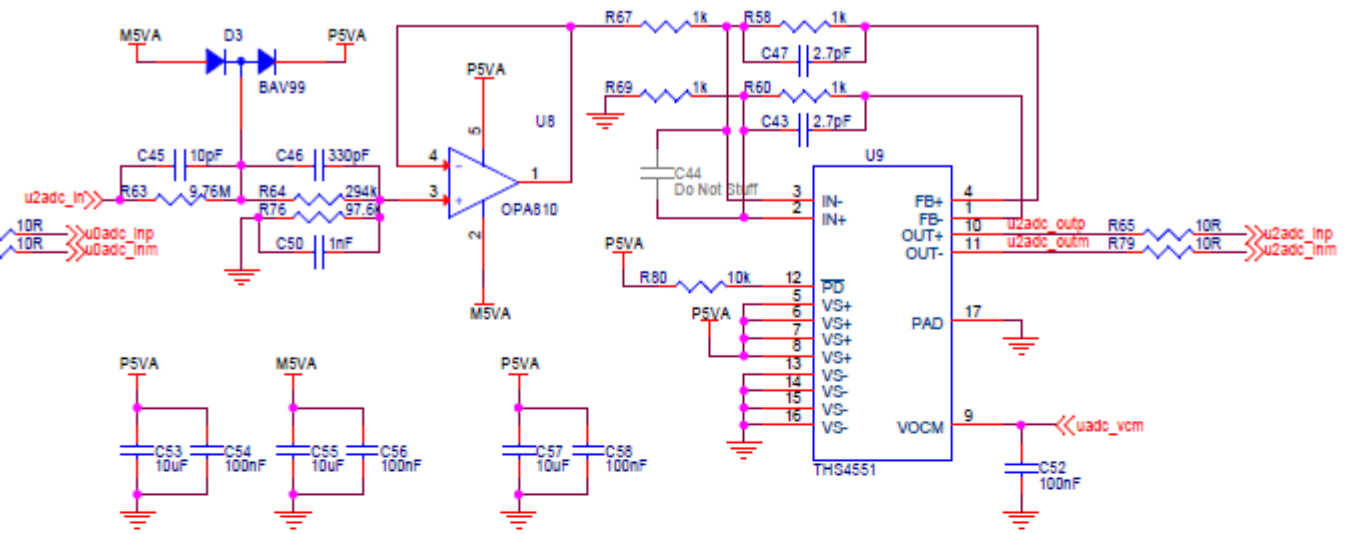 R67 1k R58 1k
M5VA D3 P5VA
C47 2.7pF
BAV99
P5VA
R69 1k R60 1k
5 U8
C43 2.7pF
C45 10pF C46 330pF 4 1 U9
C44
Do Not Stuff
u2adc_in R63 9.76M R64 294k 3 OPA810 3 IN- FB+ 4
R76 97.6k 2 IN+ FB- 1
10R u0adc_inp 2 OUT+ 10 u2adc_outp R65 10R u2adc_inp
10R u0adc_inm C50 1nF P5VA OUT- 11 u2adc_outm R79 10R u2adc_inm
R80 10k 12 PD
5 VS+
M5VA P5VA 6 VS+ PAD 17
7 VS+
8 VS+
P5VA M5VA P5VA 13 VS-
14 VS-
15 VS-
16 VS- VOCM 9 uadc_vcm
C53 C54 C55 C56 C57 C58
10uF 100nF 10uF 100nF 10uF 100nF
THS4551 C52
100nF